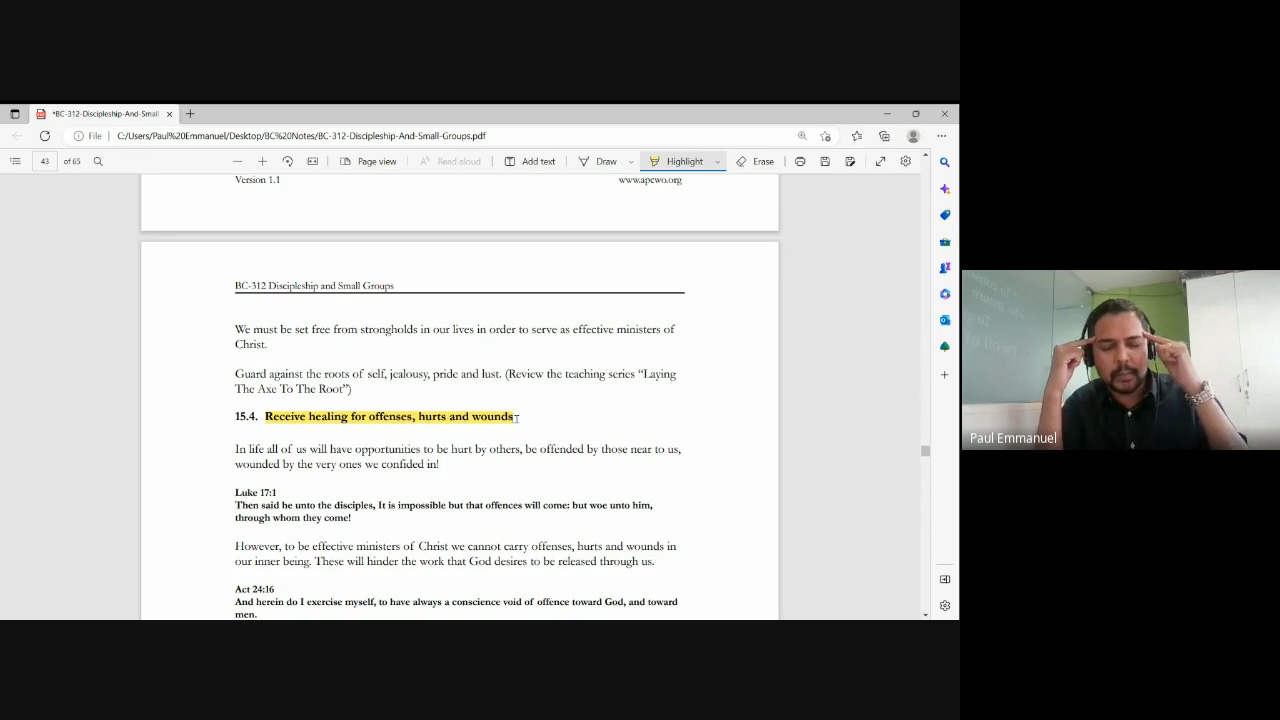 *BC-312-Discipleship-And-Small
File
C:/Users/Paul%20Emmanuel/Desktop/BC%20Notes/BC-312-Discipleship-And-Small-Groups.pdf
43 of 65
Page view
Read aloud
Add text
Draw
Highlight
Erase
Version 1.1
www.apcwo.org
BC-312 Discipleship and Small Groups
We must be set free from strongholds in our lives in order to serve as effective ministers of
Christ.
Guard against the roots of self, jealousy, pride and lust. (Review the teaching series “Laying
The Axe To The Root”)
15.4. Receive healing for offenses, hurts and wounds
In life all of us will have opportunities to be hurt by others, be offended by those near to us,
wounded by the very ones we confided in!
Luke 17:1
Then said he unto the disciples, It is impossible but that offences will come: but woe unto him,
through whom they come!
However, to be effective ministers of Christ we cannot carry offenses, hurts and wounds in
our inner being. These will hinder the work that God desires to be released through us.
Act 24:16
And herein do I exercise myself, to have always a conscience void of offence toward God, and toward
men.
Paul Emmanuel